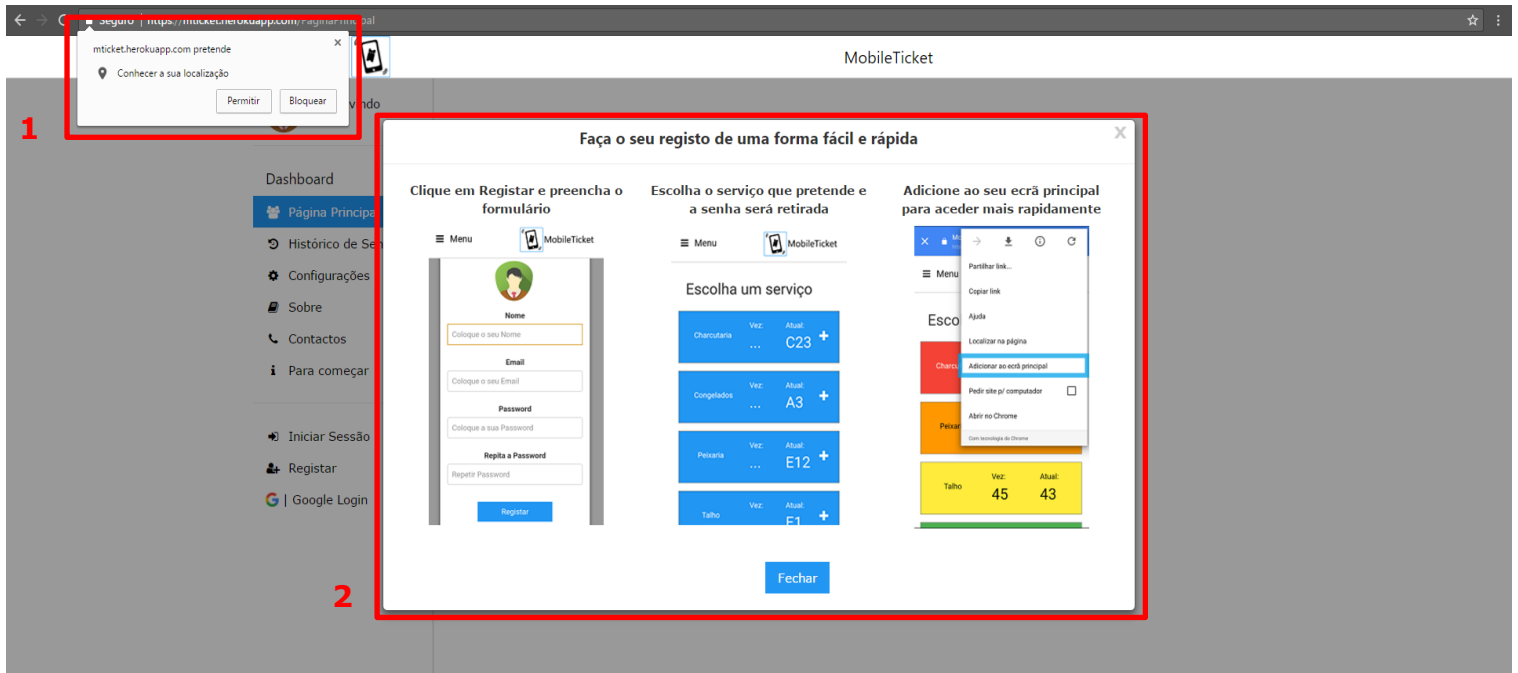 Seguro | https://mticket.herokuapp.com/PaginaPrincipal
mticket.herokuapp.com pretende
Conhecer a sua localização
Permitir Bloquear
1
MobileTicket
Dashboard
Página Principal
Histórico de Sen
Configurações
Sobre
Contactos
Para começar
Iniciar Sessão
Registar
G | Google Login
2
Faça o seu registo de uma forma fácil e rápida
X
Clique em Registar e preencha o
formulário
Menu MobileTicket
Nome
Coloque o seu Nome
Email
Coloque o seu Email
Password
Coloque a sua Password
Repita a Password
Repetir Password
Registar
Escolha o serviço que pretende e
a senha será retirada
Menu MobileTicket
Escolha um serviço
Vez: Atual:
Charcutaria ... C23 +
Vez: Atual:
Congelados ... A3 +
Vez: Atual:
Peixaria ... E12 +
Vez: Atual:
Talho F1 +
Adicione ao seu ecrã principal
para aceder mais rapidamente
Menu
Esco
Charcu
Peixar
Partilhar link...
Copiar link
Ajuda
Localizar na página
Adicionar ao ecrã principal
Pedir site p/ computador
Abrir no Chrome
Com tecnologia do Chrome
Vez: Atual:
Talho 45 43
Fechar